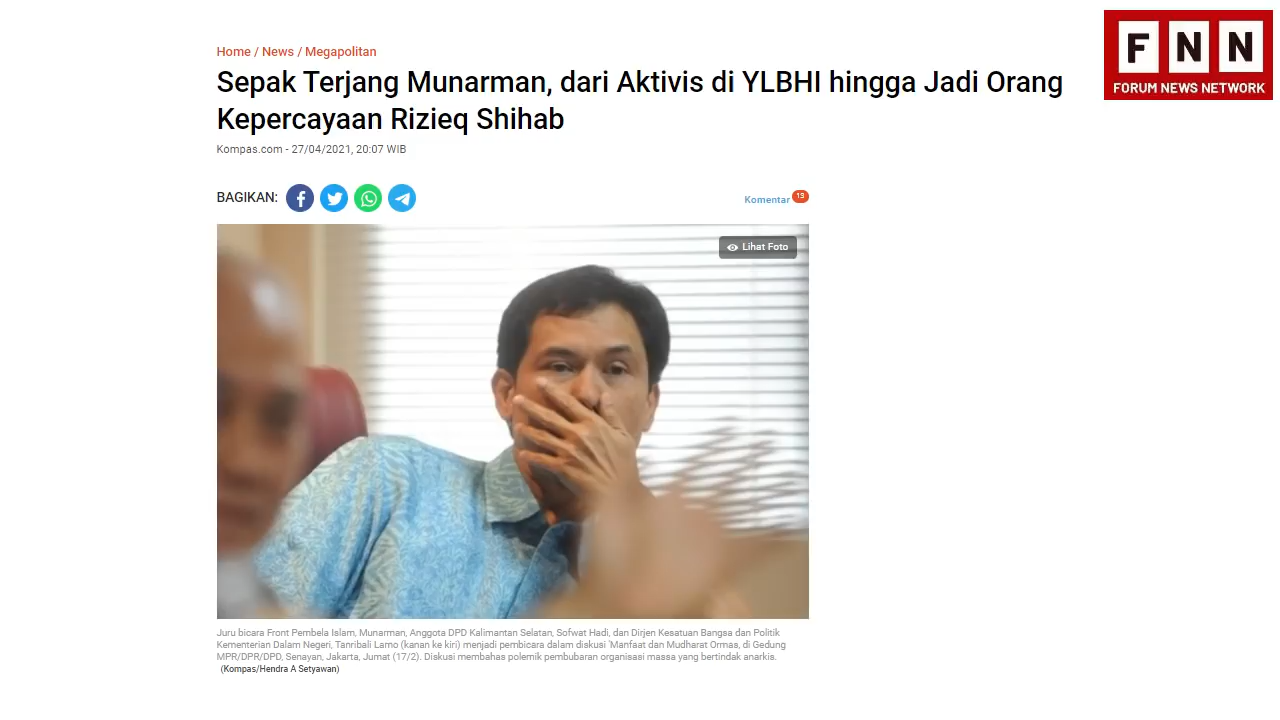 Home / News / Megapolitan
Sepak Terjang Munarman, dari Aktivis di YLBHI hingga Jadi Orang
Kepercayaan Rizieq Shihab
Kompas.com - 27/04/2021, 20:07 WIB
FNN
FORUM NEWS NETWORK
BAGIKAN:
Komentar 13
Lihat Foto
Juru bicara Front Pembela Islam, Munarman, Anggota DPD Kalimantan Selatan, Sofwat Hadi, dan Dirjen Kesatuan Bangsa dan Politik
Kementerian Dalam Negeri, Tanribali Lamo (kanan ke kiri) menjadi pembicara dalam diskusi 'Manfaat dan Mudharat Ormas, di Gedung
MPR/DPR/DPD, Senayan, Jakarta, Jumat (17/2). Diskusi membahas polemik pembubaran organisasi massa yang bertindak anarkis.
(Kompas/Hendra A Setyawan)